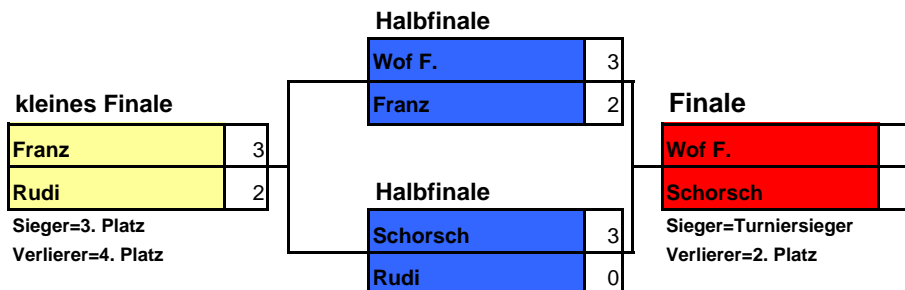 Halbfinale
Wof F. 3
Franz 2
kleines Finale
Franz 3
Rudi 2
Sieger=3. Platz
Verlierer=4. Platz
Halbfinale
Schorsch 3
Rudi 0
Finale
Wof F.
Schorsch
Sieger=Turniersieger
Verlierer=2. Platz